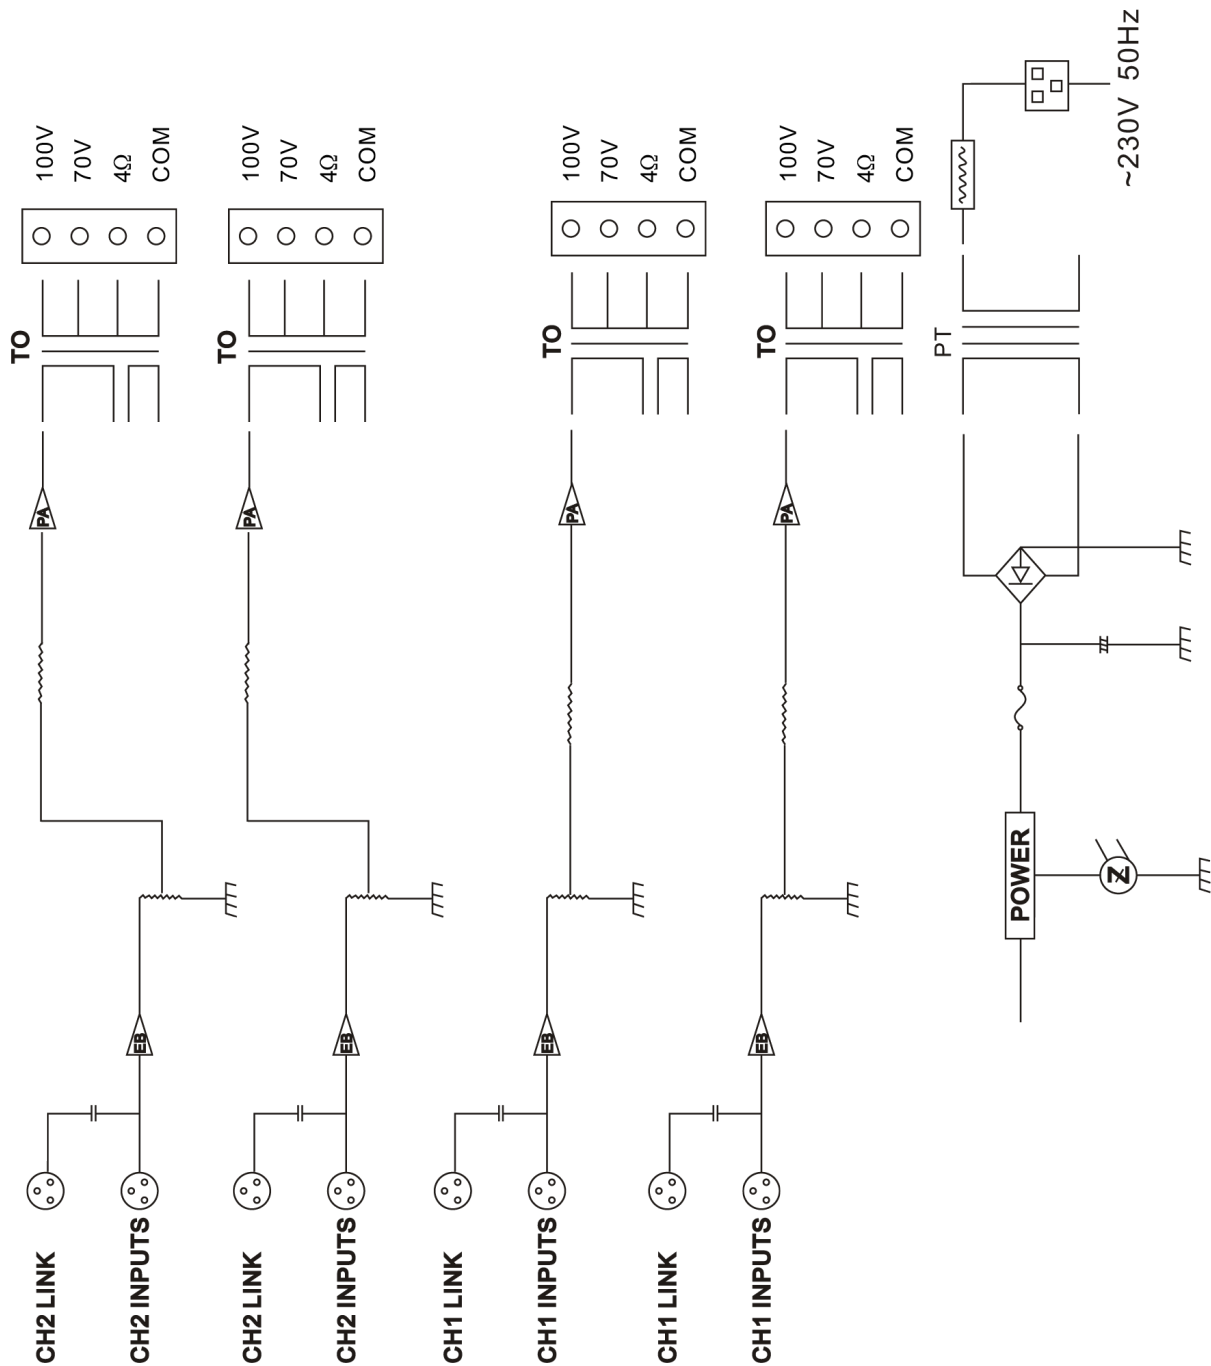 100V
70V
4Ω
COM
TO
PA
EB
CH2 LINK
CH2 INPUTS
100V
70V
4Ω
COM
TO
PA
EB
CH2 LINK
CH2 INPUTS
100V
70V
4Ω
COM
TO
PA
EB
CH1 LINK
CH1 INPUTS
100V
70V
4Ω
COM
TO
PA
EB
CH1 LINK
CH1 INPUTS
~230V 50Hz
PT
POWER
Z